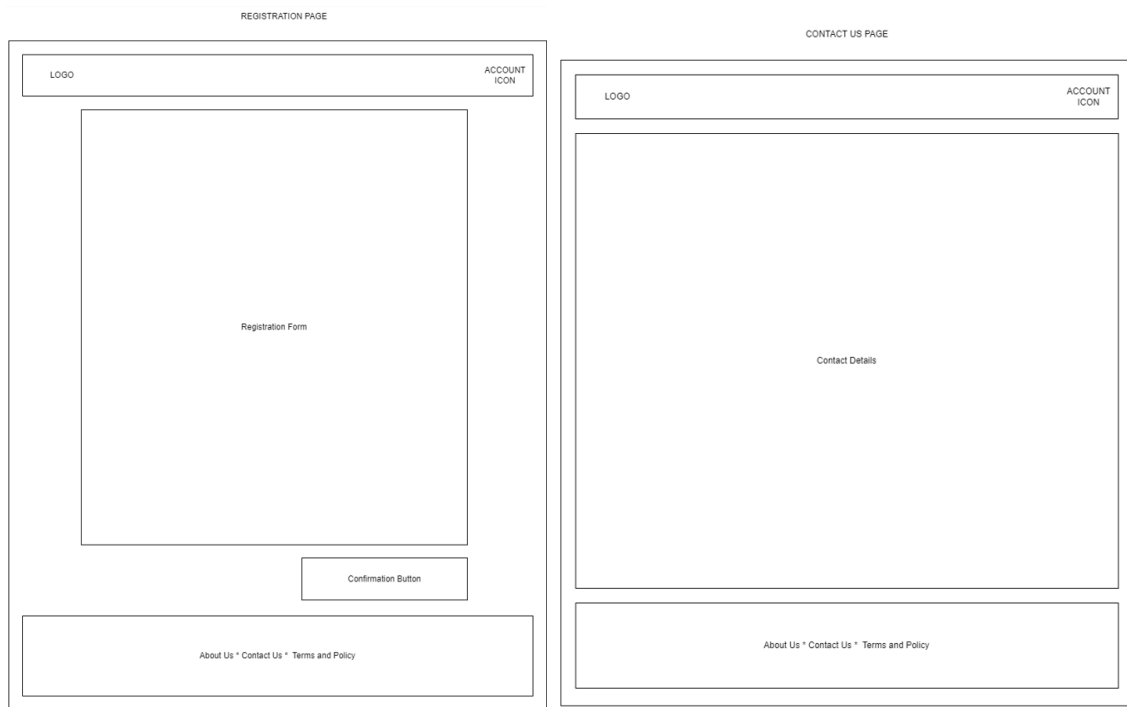 REGISTRATION PAGE
LOGO
ACCOUNT
ICON
Registration Form
Confirmation Button
About Us * Contact Us *  Terms and Policy
CONTACT US PAGE
LOGO
ACCOUNT
ICON
Contact Details
About Us * Contact Us *  Terms and Policy